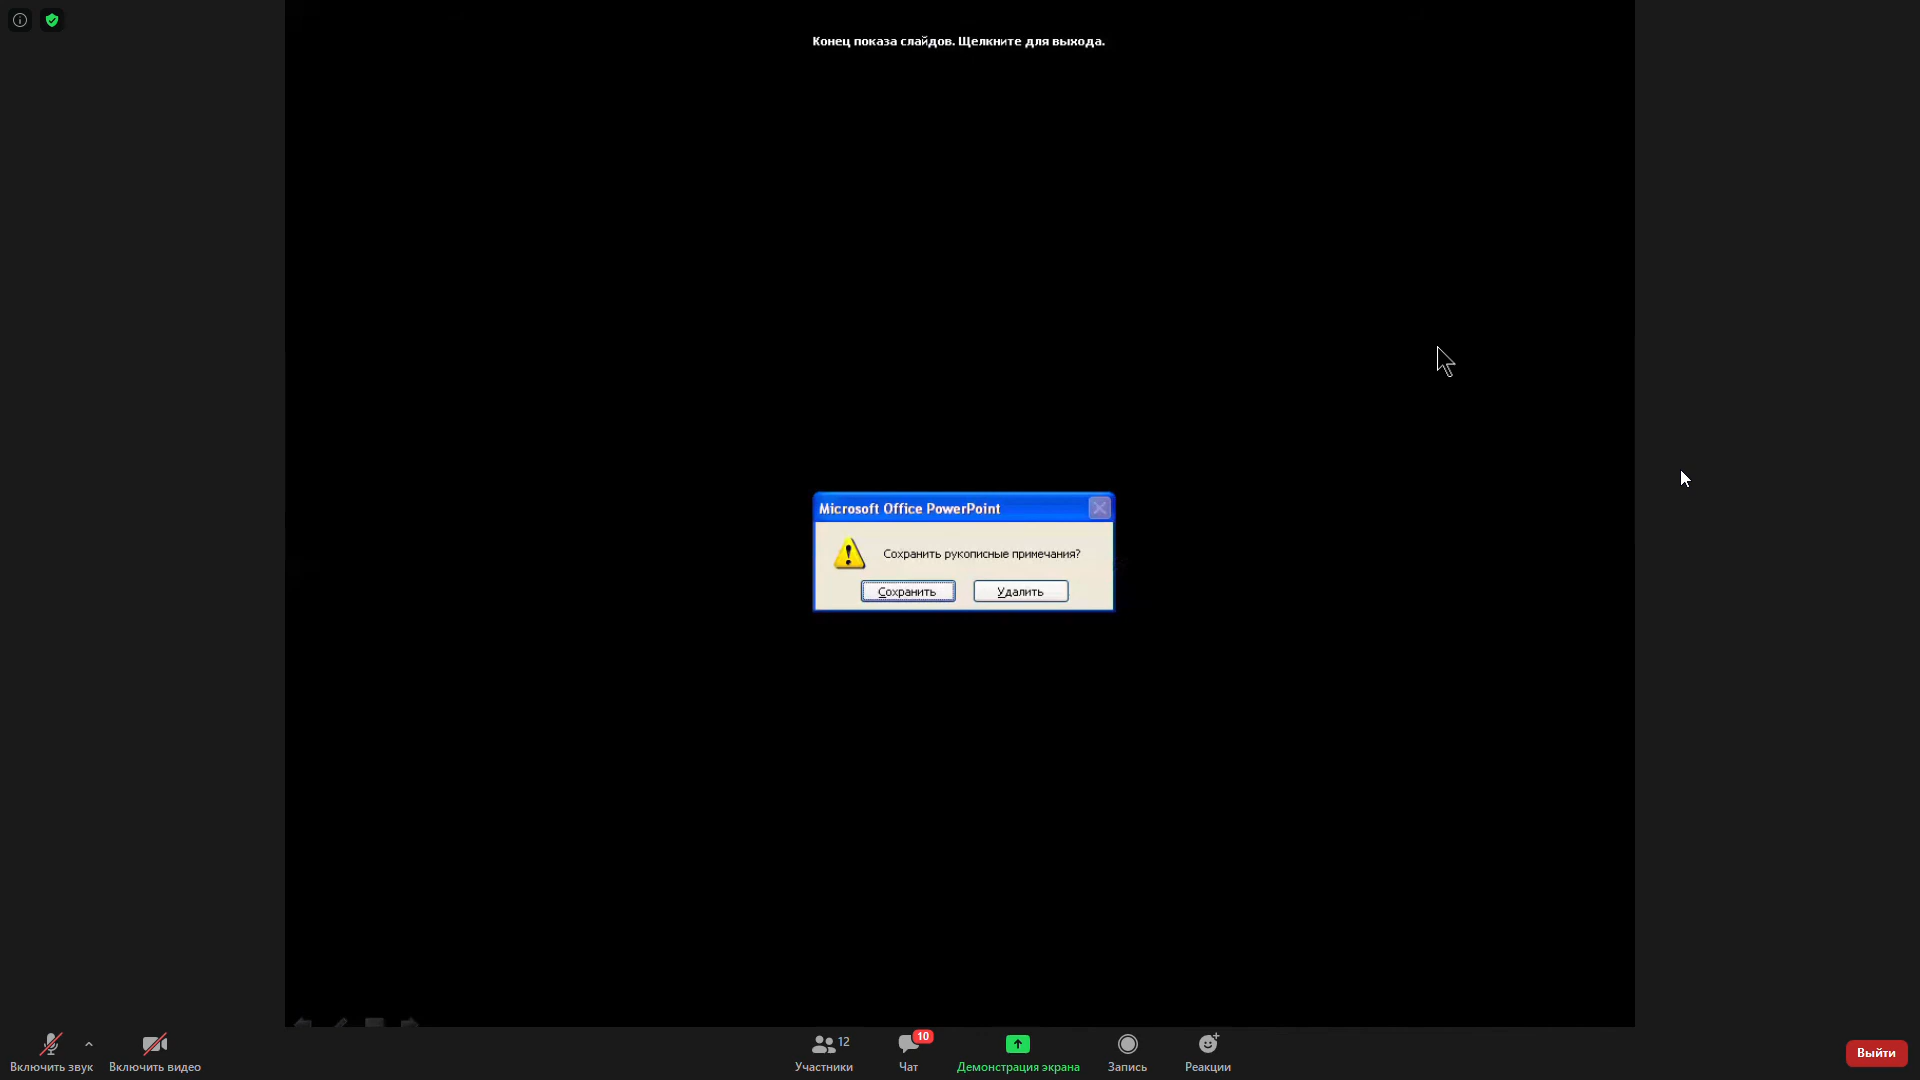 Конец показа слайдов. Щелкните для выхода.
Microsoft Office PowerPoint
Сохранить рукописные примечания?
Сохранить
Удалить
Включить звук
Включить видео
12
Участники
10
Чат
Демонстрация экрана
Запись
Реакции
Выйти